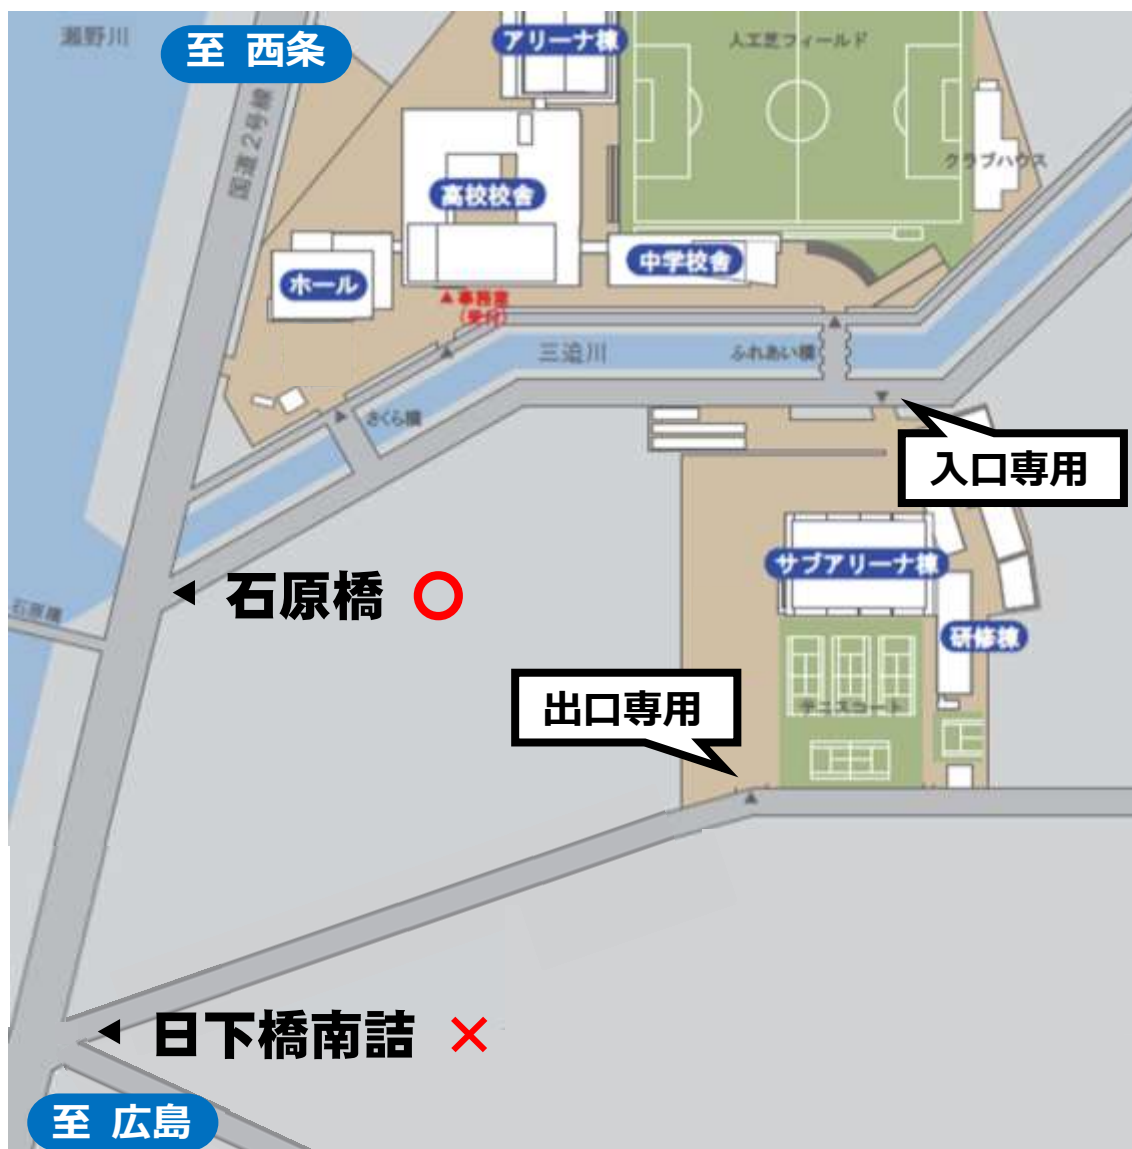 瀬野川
至 西条
アリーナ棟
人工芝フィールド
国道2号線
クラブハウス
高校校舎
中学校舎
ホール
▲事務室
(受付)
三迫川
ふれあい橋
さくら橋
入口専用
サブアリーナ棟
石原橋
石原橋
研修棟
出口専用
テニスコート
日下橋南詰
至 広島